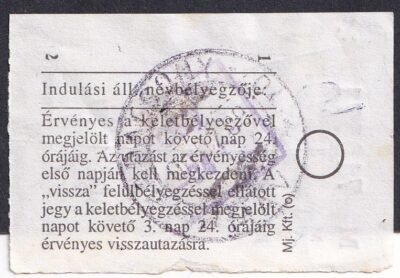 2 1
Indulási áll. névbélyegzője:
Érvényes a keletbélyegzővel
megjelölt napot követő nap 24.
órájáig. Az utazást az érvényesség
első napján kell megkezdeni. A
„vissza" felülbélyegzéssel ellátott
jegy a keletbélyegzéssel megjelölt
napot követő 3. nap 24. órájáig
érvényes visszautazásra.
Mj. Kft. (o)